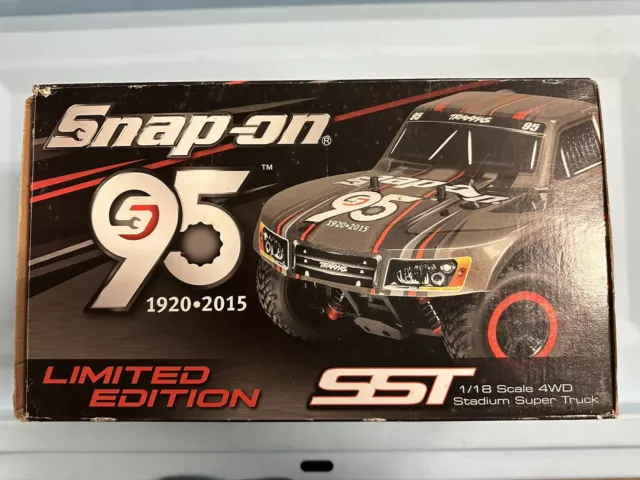 Snap-on®
95™
1920•2015
LIMITED
EDITION
95 TRAXXAS 95
Snap-on
95
1920•2015
TRAXXAS
SST
1/18 Scale 4WD
Stadium Super Truck